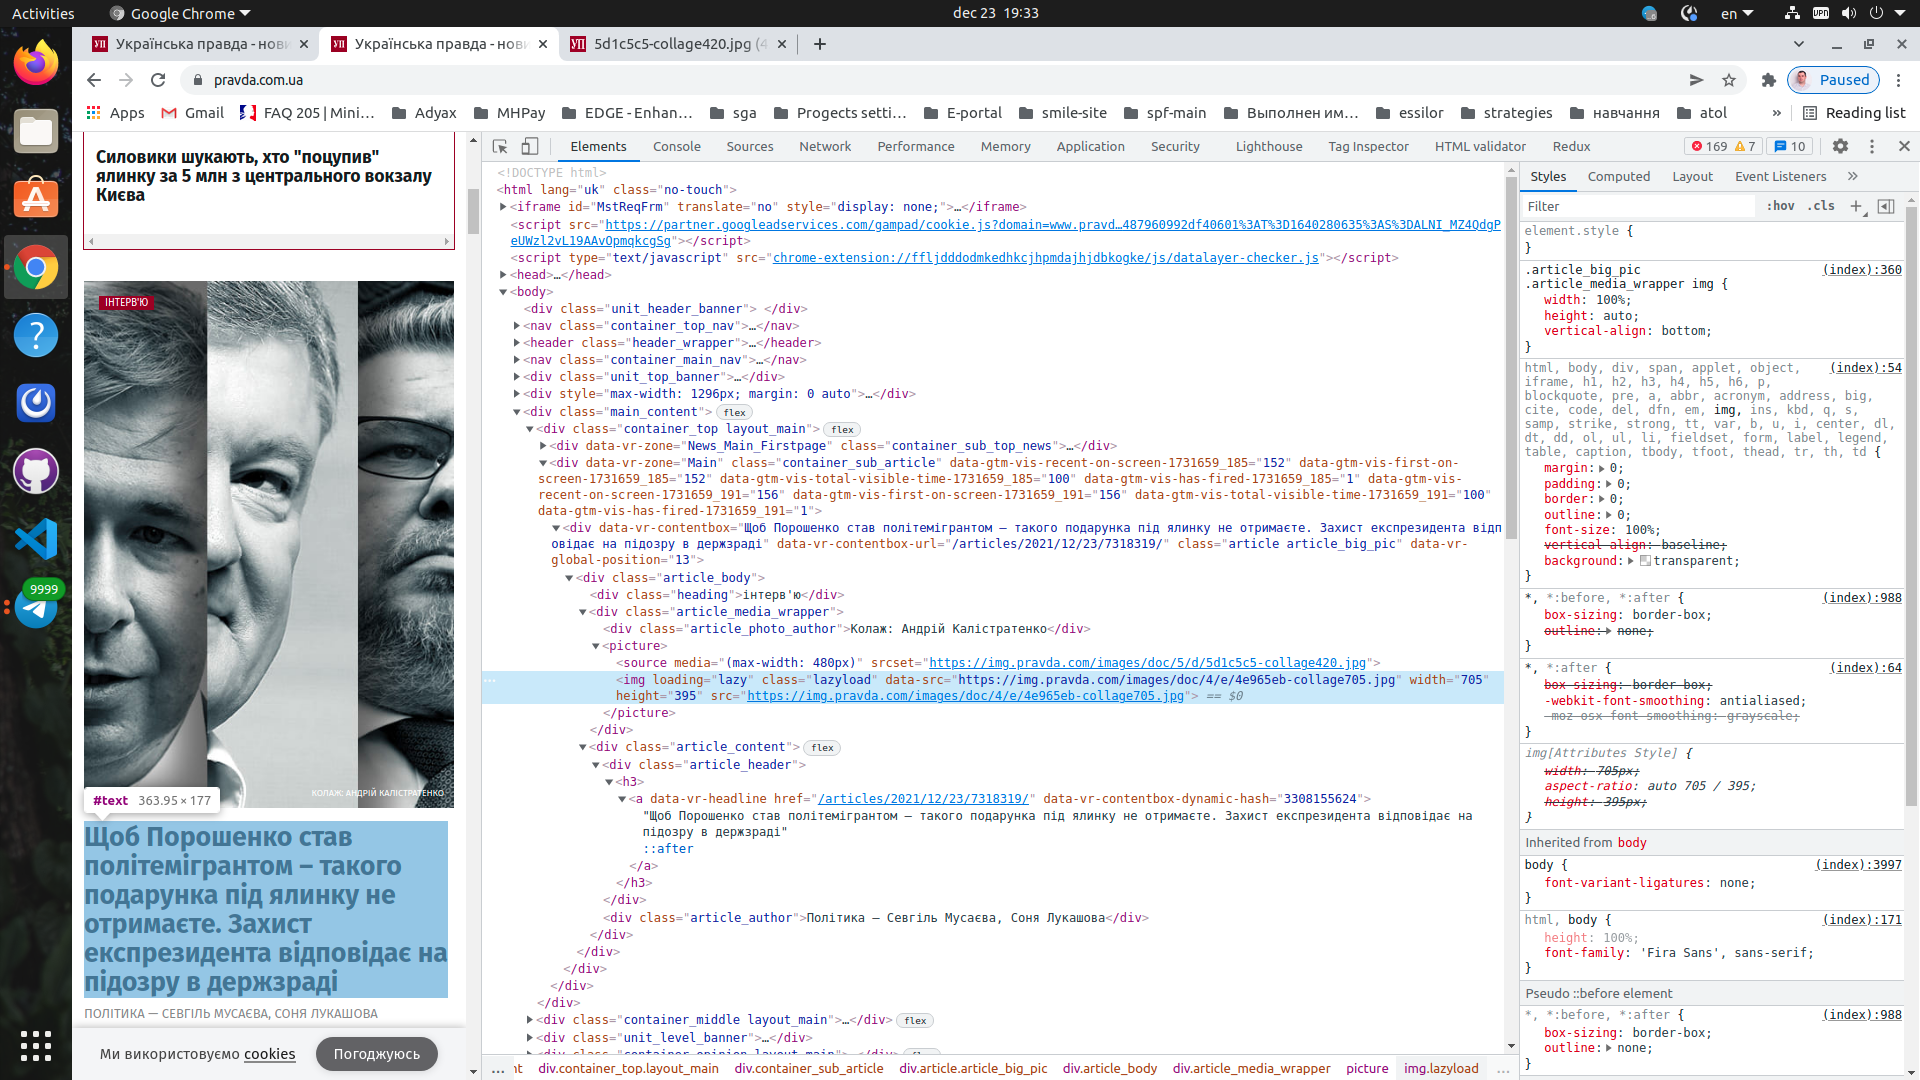 Activities
Google Chrome
dec 23 19:33
en
VPN
Українська правда - нови
Українська правда - нови
5d1c5c5-collage420.jpg (4
pravda.com.ua
Paused
Apps
Gmail
FAQ 205 | Mini...
Adyax
MHPay
EDGE - Enhan...
sga
Progects setti...
E-portal
smile-site
spf-main
Выполнен им...
essilor
strategies
навчання
atol
»
Reading list
Силовики шукають, хто "поцупив"
ялинку за 5 млн з центрального вокзалу
Києва
ІНТЕРВ'Ю
КОЛАЖ: АНДРІЙ КАЛІСТРАТЕНКО
#text 363.95 × 177
Щоб Порошенко став
політемігрантом – такого
подарунка під ялинку не
отримаєте. Захист
експрезидента відповідає на
підозру в держзраді
ПОЛІТИКА — СЕВГІЛЬ МУСАЄВА, СОНЯ ЛУКАШОВА
Ми використовуємо cookies
Погоджуюсь
9999
Elements
Console
Sources
Network
Performance
Memory
Application
Security
Lighthouse
Tag Inspector
HTML validator
Redux
169
7
10
<!DOCTYPE html>
<html lang="uk" class="no-touch">
<iframe id="MstReqFrm" translate="no" style="display: none;">…</iframe>
<script src="https://partner.googleadservices.com/gampad/cookie.js?domain=www.pravd…487960992df40601%3AT%3D1640280635%3AS%3DALNI_MZ4QdgP
eUWzl2vL19AAvOpmqkcgSg"></script>
<script type="text/javascript" src="chrome-extension://ffljdddodmkedhkcjhpmdajhjdbkogke/js/datalayer-checker.js"></script>
<head>…</head>
<body>
<div class="unit_header_banner"> </div>
<nav class="container_top_nav">…</nav>
<header class="header_wrapper">…</header>
<nav class="container_main_nav">…</nav>
<div class="unit_top_banner">…</div>
<div style="max-width: 1296px; margin: 0 auto">…</div>
<div class="main_content"> flex
<div class="container_top layout_main"> flex
<div data-vr-zone="News_Main_Firstpage" class="container_sub_top_news">…</div>
<div data-vr-zone="Main" class="container_sub_article" data-gtm-vis-recent-on-screen-1731659_185="152" data-gtm-vis-first-on-
screen-1731659_185="152" data-gtm-vis-total-visible-time-1731659_185="100" data-gtm-vis-has-fired-1731659_185="1" data-gtm-vis-
recent-on-screen-1731659_191="156" data-gtm-vis-first-on-screen-1731659_191="156" data-gtm-vis-total-visible-time-1731659_191="100"
data-gtm-vis-has-fired-1731659_191="1">
<div data-vr-contentbox="Щоб Порошенко став політемігрантом – такого подарунка під ялинку не отримаєте. Захист експрезидента відп
овідає на підозру в держзраді" data-vr-contentbox-url="/articles/2021/12/23/7318319/" class="article article_big_pic" data-vr-
global-position="13">
<div class="article_body">
<div class="heading">інтерв'ю</div>
<div class="article_media_wrapper">
<div class="article_photo_author">Колаж: Андрій Калістратенко</div>
<picture>
<source media="(max-width: 480px)" srcset="https://img.pravda.com/images/doc/5/d/5d1c5c5-collage420.jpg">
<img loading="lazy" class="lazyload" data-src="https://img.pravda.com/images/doc/4/e/4e965eb-collage705.jpg" width="705"
height="395" src="https://img.pravda.com/images/doc/4/e/4e965eb-collage705.jpg"> == $0
</picture>
</div>
<div class="article_content"> flex
<div class="article_header">
<h3>
<a data-vr-headline href="/articles/2021/12/23/7318319/" data-vr-contentbox-dynamic-hash="3308155624">
"Щоб Порошенко став політемігрантом – такого подарунка під ялинку не отримаєте. Захист експрезидента відповідає на
підозру в держзраді"
::after
</a>
</h3>
</div>
<div class="article_author">Політика — Севгіль Мусаєва, Соня Лукашова</div>
</div>
</div>
</div>
</div>
</div>
<div class="container_middle layout_main">…</div> flex
<div class="unit_level_banner">…</div>
<div class="container_opinion layout_main">…</div> flex
... nt div.container_top.layout_main div.container_sub_article div.article.article_big_pic div.article_body div.article_media_wrapper picture img.lazyload ...
Styles
Computed
Layout
Event Listeners
»
Filter
:hov .cls
element.style {
}
.article_big_pic (index):360
.article_media_wrapper img {
width: 100%;
height: auto;
vertical-align: bottom;
}
html, body, div, span, applet, object, (index):54
iframe, h1, h2, h3, h4, h5, h6, p,
blockquote, pre, a, abbr, acronym, address, big,
cite, code, del, dfn, em, img, ins, kbd, q, s,
samp, strike, strong, tt, var, b, u, i, center, dl,
dt, dd, ol, ul, li, fieldset, form, label, legend,
table, caption, tbody, tfoot, thead, tr, th, td {
margin: 0;
padding: 0;
border: 0;
outline: 0;
font-size: 100%;
vertical-align: baseline;
background: transparent;
}
*, *:before, *:after { (index):988
box-sizing: border-box;
outline: none;
}
*, *:after { (index):64
box-sizing: border-box;
-webkit-font-smoothing: antialiased;
-moz-osx-font-smoothing: grayscale;
}
img[Attributes Style] {
width: 705px;
aspect-ratio: auto 705 / 395;
height: 395px;
}
Inherited from body
body { (index):3997
font-variant-ligatures: none;
}
html, body { (index):171
height: 100%;
font-family: 'Fira Sans', sans-serif;
}
Pseudo ::before element
*, *:before, *:after { (index):988
box-sizing: border-box;
outline: none;
}